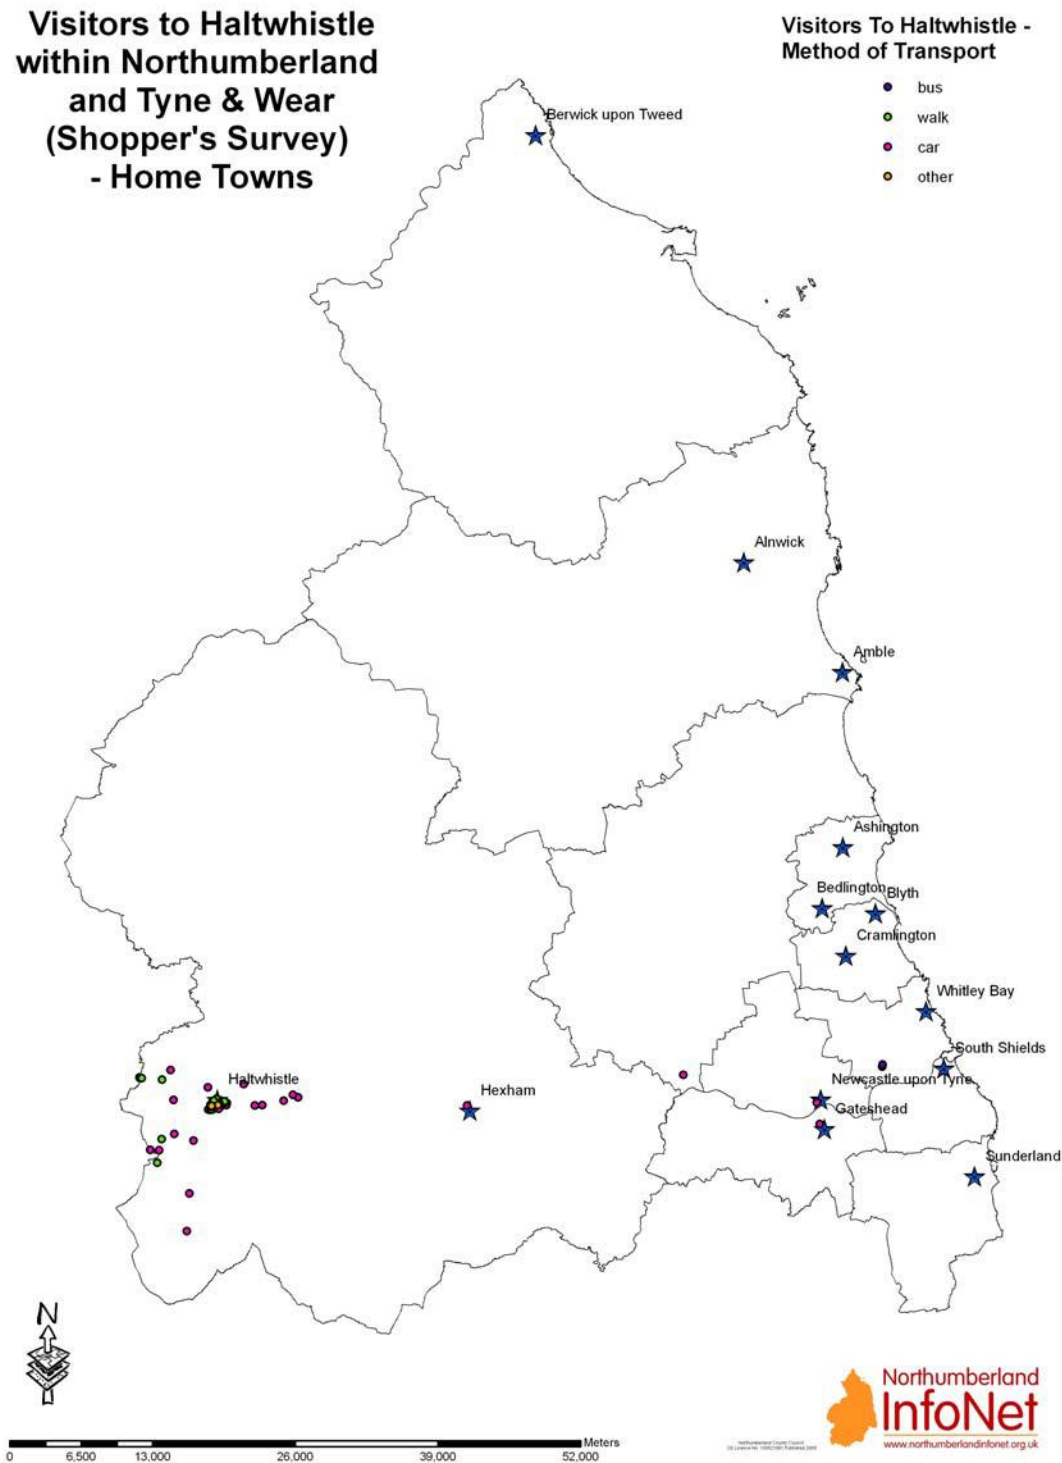 Visitors to Haltwhistle
within Northumberland
and Tyne & Wear
(Shopper's Survey)
- Home Towns
Visitors To Haltwhistle -
Method of Transport
bus
walk
car
other
Berwick upon Tweed
Alnwick
Amble
Ashington
Bedlington
Blyth
Cramlington
Whitley Bay
South Shields
Haltwhistle
Hexham
Newcastle upon Tyne
Gateshead
Sunderland
N
Northumberland
InfoNet
www.northumberlandinfonet.org.uk
Meters
0 6,500 13,000 26,000 39,000 52,000
Northumberland County Council